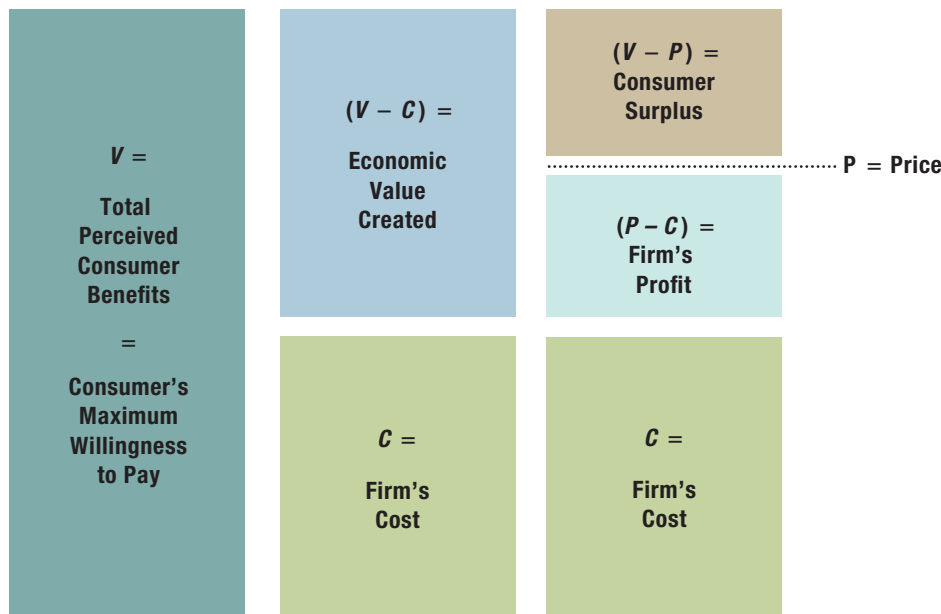 V =
Total
Perceived
Consumer
Benefits
=
Consumer's
Maximum
Willingness
to Pay
(V – C) =
Economic
Value
Created
C =
Firm's
Cost
(V – P) =
Consumer
Surplus
P = Price
(P – C) =
Firm's
Profit
C =
Firm's
Cost